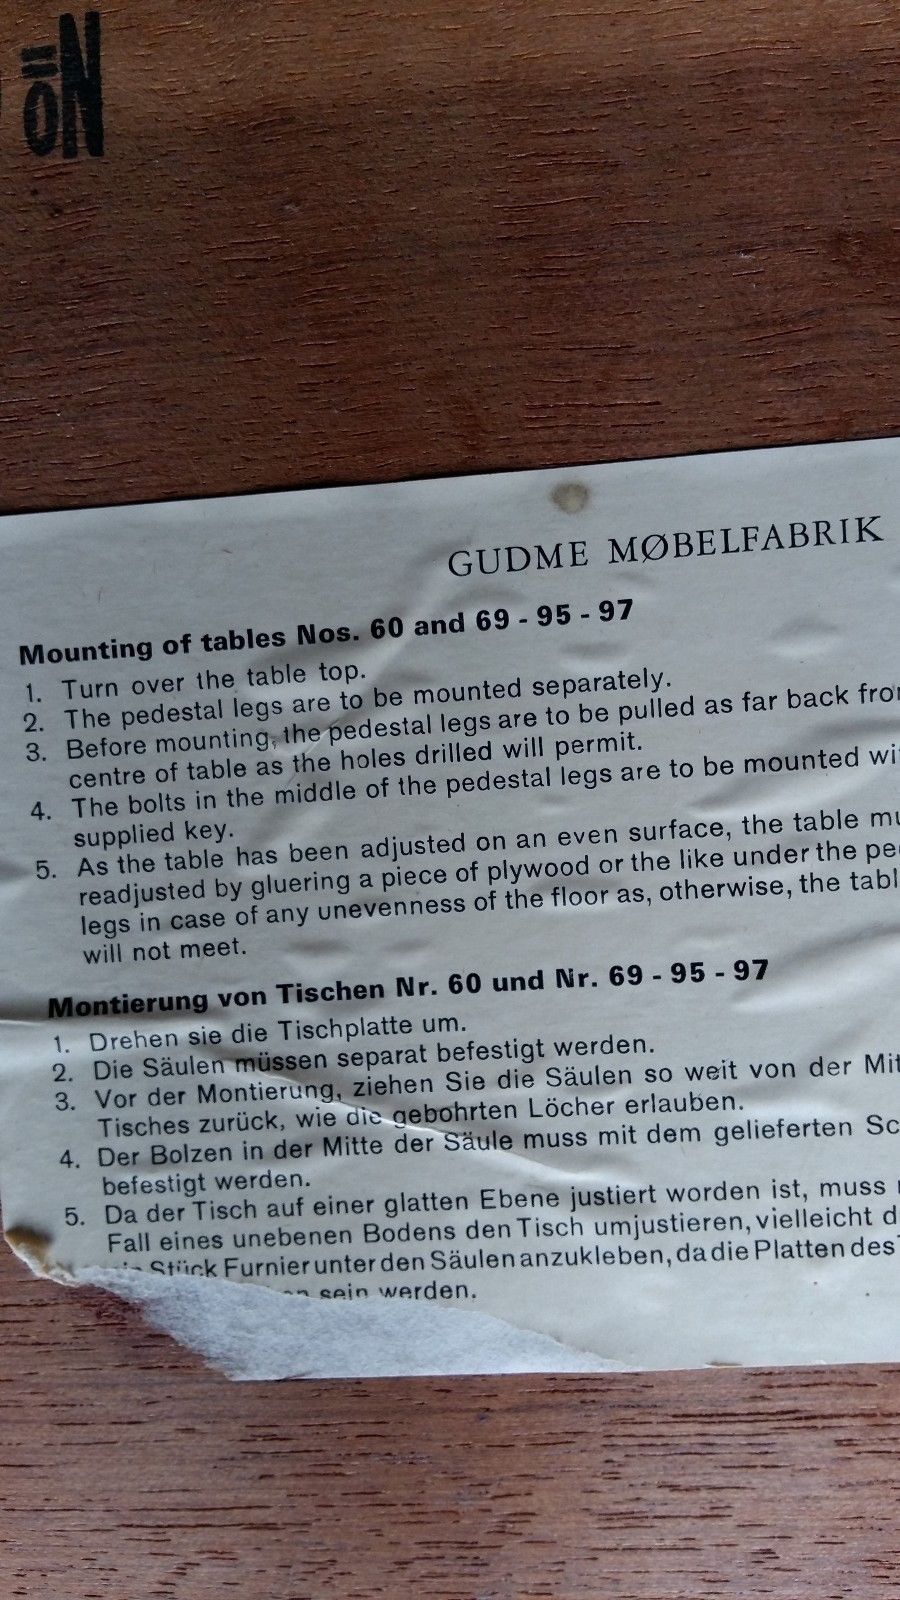 No
GUDME MØBELFABRIK
Mounting of tables Nos. 60 and 69 - 95 - 97
1. Turn over the table top.
2. The pedestal legs are to be mounted separately.
3. Before mounting, the pedestal legs are to be pulled as far back
centre of table as the holes drilled will permit.
4. The bolts in the middle of the pedestal legs are to be mounted
supplied key.
5. As the table has been adjusted on an even surface, the table
readjusted by gluering a piece of plywood or the like under the
legs in case of any unevenness of the floor as, otherwise, the
will not meet.
Montierung von Tischen Nr. 60 und Nr. 69 - 95 - 97
1. Drehen sie die Tischplatte um.
2. Die Säulen müssen separat befestigt werden.
3. Vor der Montierung, ziehen Sie die Säulen so weit von der
Tisches zurück, wie die gebohrten Löcher erlauben.
4. Der Bolzen in der Mitte der Säule muss mit dem gelieferten
befestigt werden.
5. Da der Tisch auf einer glatten Ebene justiert worden ist, muss
Fall eines unebenen Bodens den Tisch umjustieren, vielleicht
Stück Furnier unter den Säulen anzukleben, da die Platten des
sein werden.